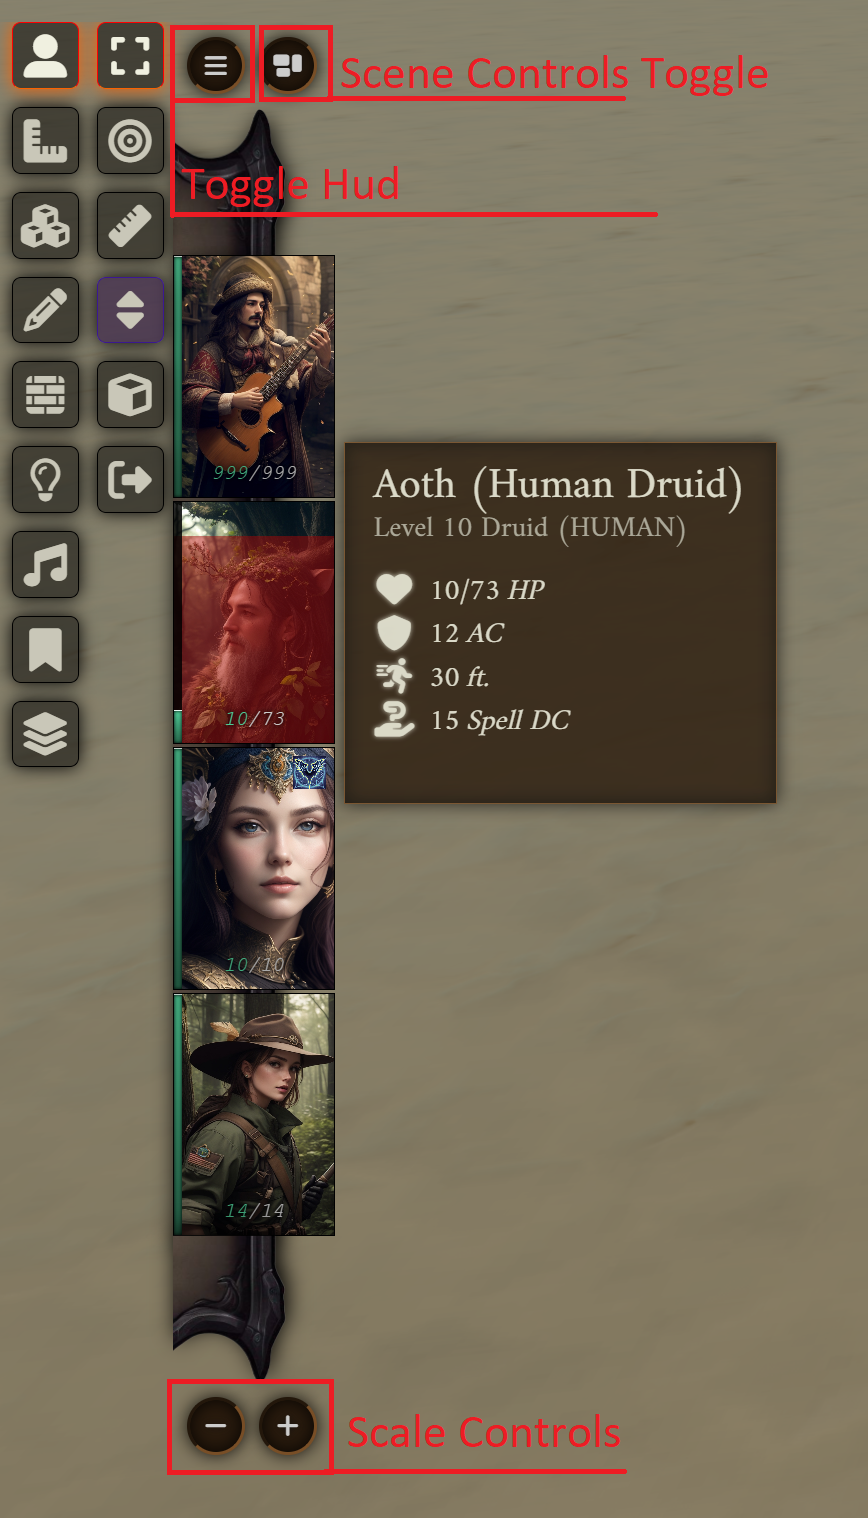 Scene Controls Toggle
Toggle Hud
999/999
Aoth (Human Druid)
Level 10 Druid (HUMAN)
10/73 HP
12 AC
30 ft.
15 Spell DC
10/73
10/10
14/14
Scale Controls